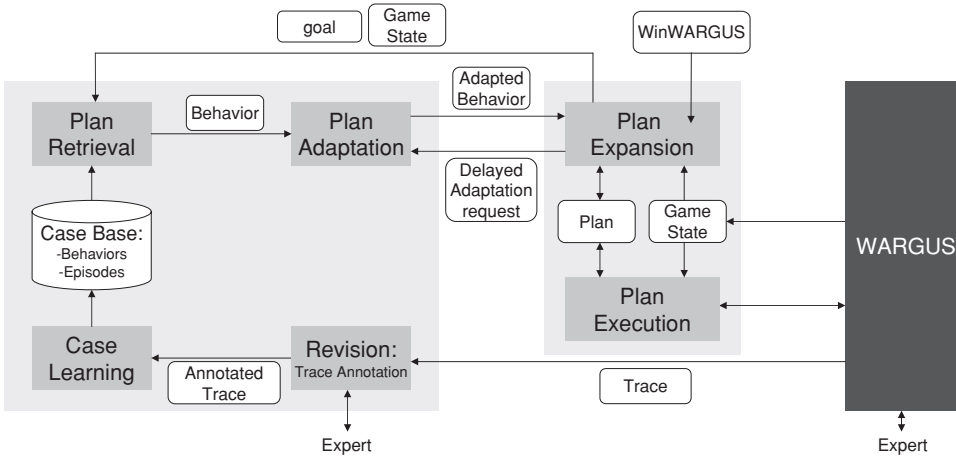 goal
Game
State
WinWARGUS
Plan
Retrieval
Behavior
Plan
Adaptation
Adapted
Behavior
Plan
Expansion
Delayed
Adaptation
request
Case Base:
-Behaviors
-Episodes
Plan
Game
State
WARGUS
Plan
Execution
Case
Learning
Annotated
Trace
Revision:
Trace Annotation
Trace
Expert
Expert